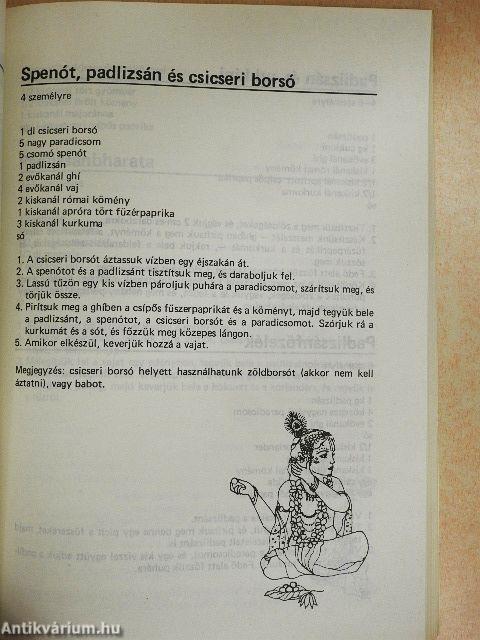 Spenót, padlizsán és csicseri borsó
4 személyre
1 dl csicseri borsó
5 nagy paradicsom
5 csomó spenót
1 padlizsán
2 evőkanál ghí
4 evőkanál vaj
2 kiskanál római kömény
1 kiskanál apróra tört füzérpaprika
3 kiskanál kurkuma
só
1. A csicseri borsót áztassuk vízben egy éjszakán át.
2. A spenótot és a padlizsánt tisztítsuk meg, és daraboljuk fel.
3. Lassú tűzön egy kis vízben pároljuk puhára a paradicsomot, szárítsuk meg, és
törjük össze.
4. Pirítsuk meg a ghíben a csípős fűszerpaprikát és a köményt, majd tegyük bele
a padlizsánt, a spenótot, a csicseri borsót és a paradicsomot. Szórjuk rá a
kurkumát és a sót, és főzzük meg közepes lángon.
5. Amikor elkészül, keverjük hozzá a vajat.
Megjegyzés: csicseri borsó helyett használhatunk zöldborsót (akkor nem kell
áztatni), vagy babot.
Antikvárium.hu